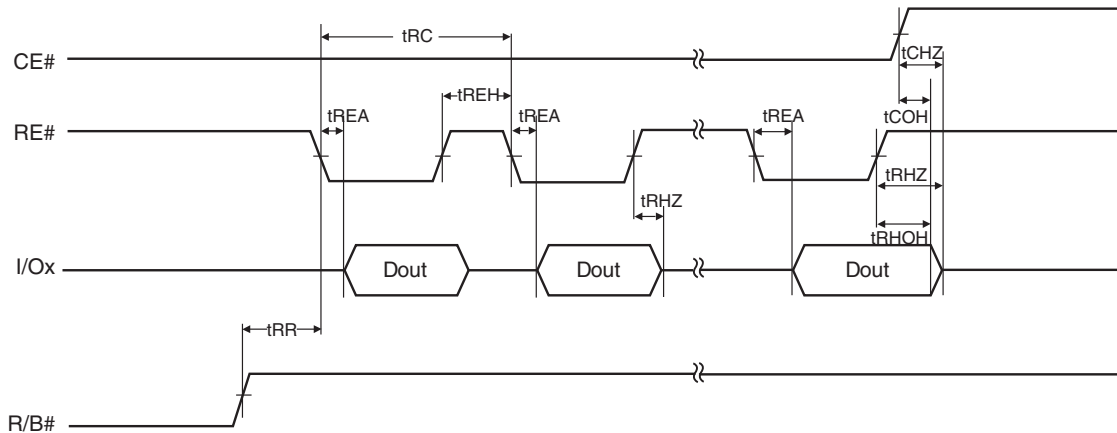 tRC
tCHZ
CE#
tREH
tCOH
tREA
tREA
tREA
RE#
tRHZ
tRHZ
tRHOH
I/Ox
Dout
Dout
Dout
tRR
R/B#